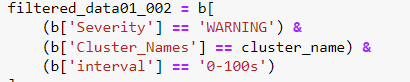 filtered_data01_002 = b[
(b['Severity'] == 'WARNING') &
(b['Cluster_Names'] == cluster_name) &
(b['interval'] == '0-100s')